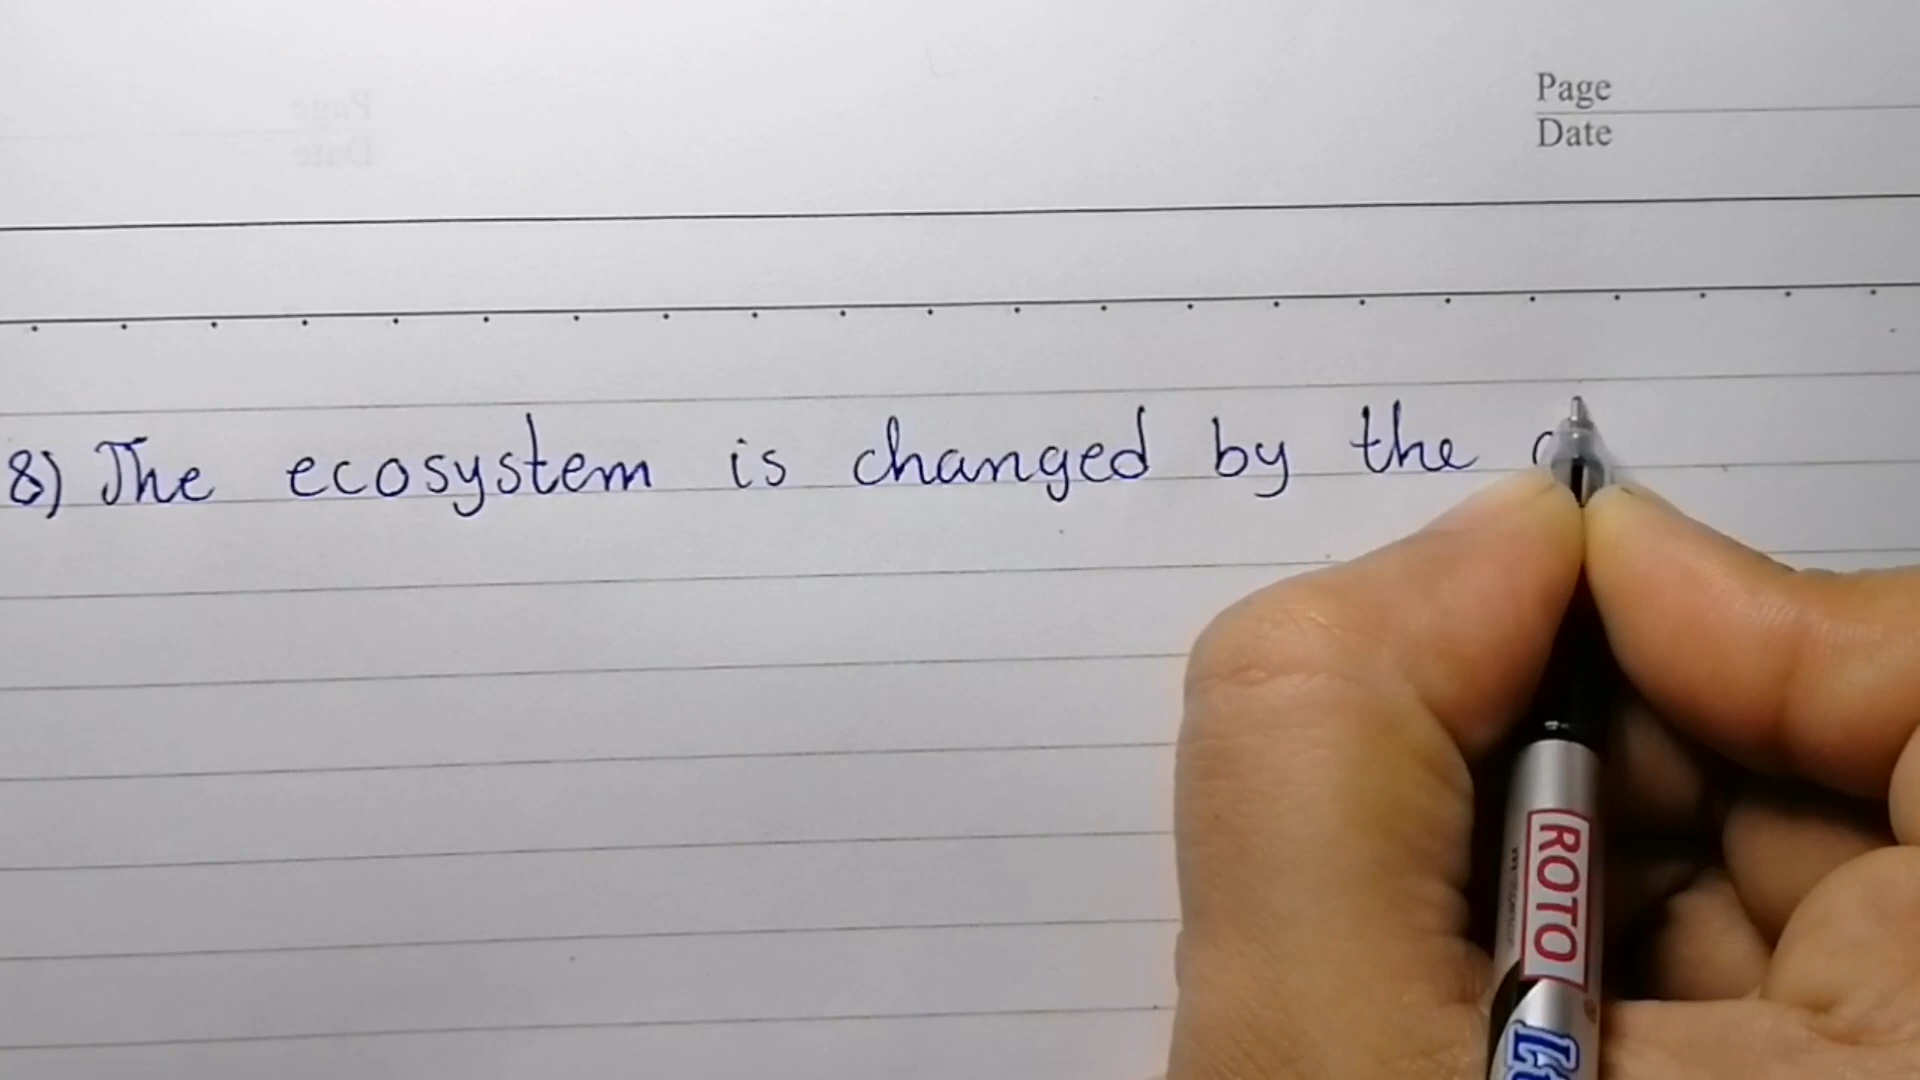 Page
Date
8) The ecosystem is changed by the
ROTO